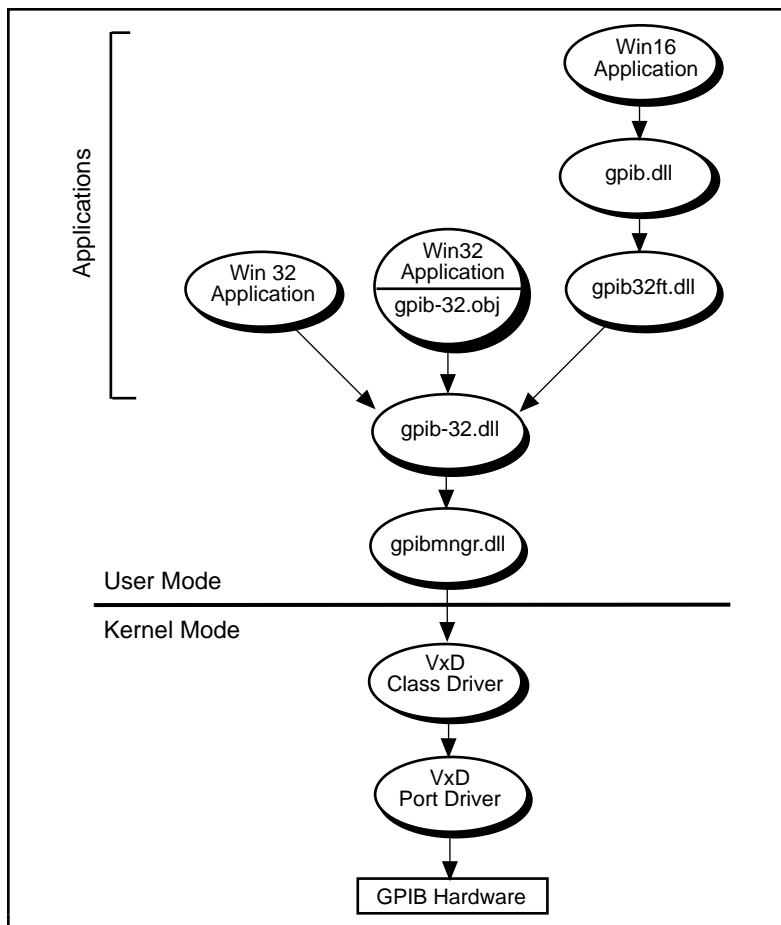 Applications
Win16
Application
gpib.dll
gpib32ft.dll
Win 32
Application
Win32
Application
gpib-32.obj
gpib-32.dll
gpibmngr.dll
User Mode
Kernel Mode
VxD
Class Driver
VxD
Port Driver
GPIB Hardware